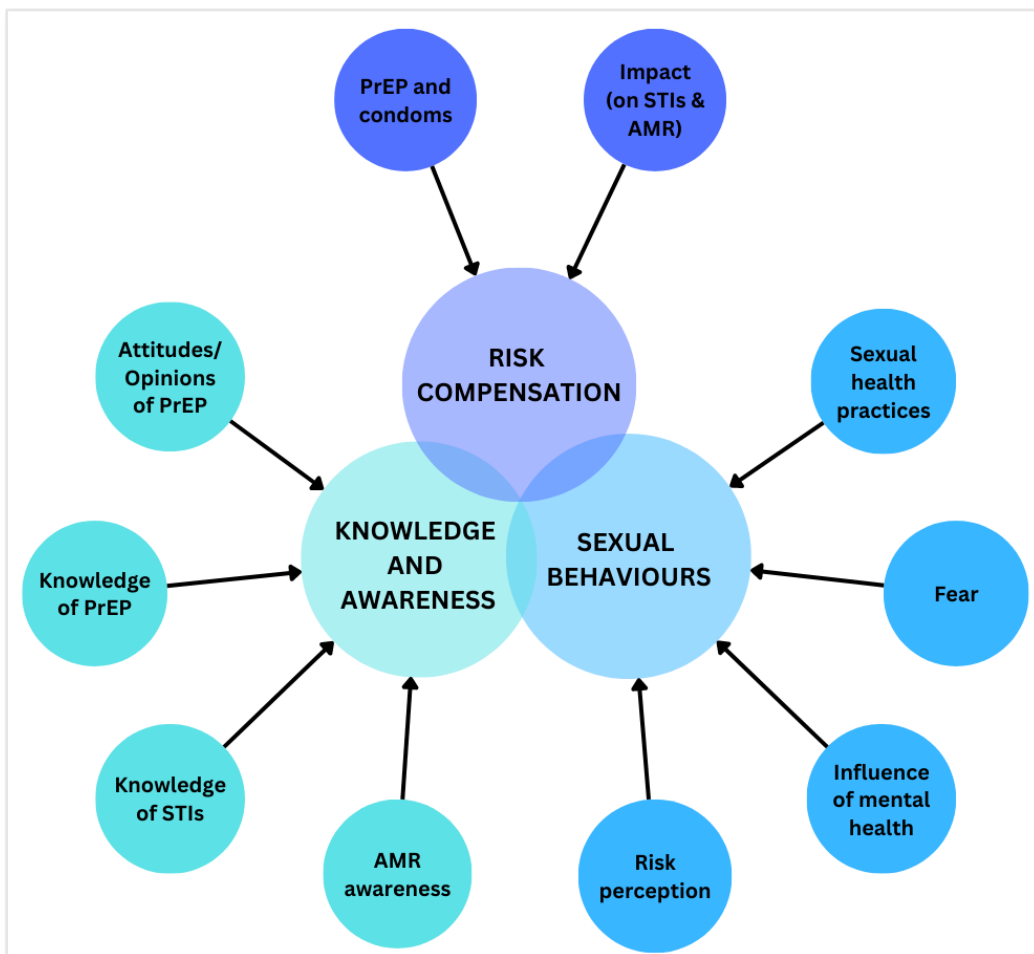 PrEP and
condoms
Impact
(on STIs &
AMR)
RISK
COMPENSATION
Attitudes/
Opinions
of PrEP
Sexual
health
practices
KNOWLEDGE
AND
AWARENESS
SEXUAL
BEHAVIOURS
Knowledge
of PrEP
Fear
Knowledge
of STIs
Influence
of mental
health
AMR
awareness
Risk
perception